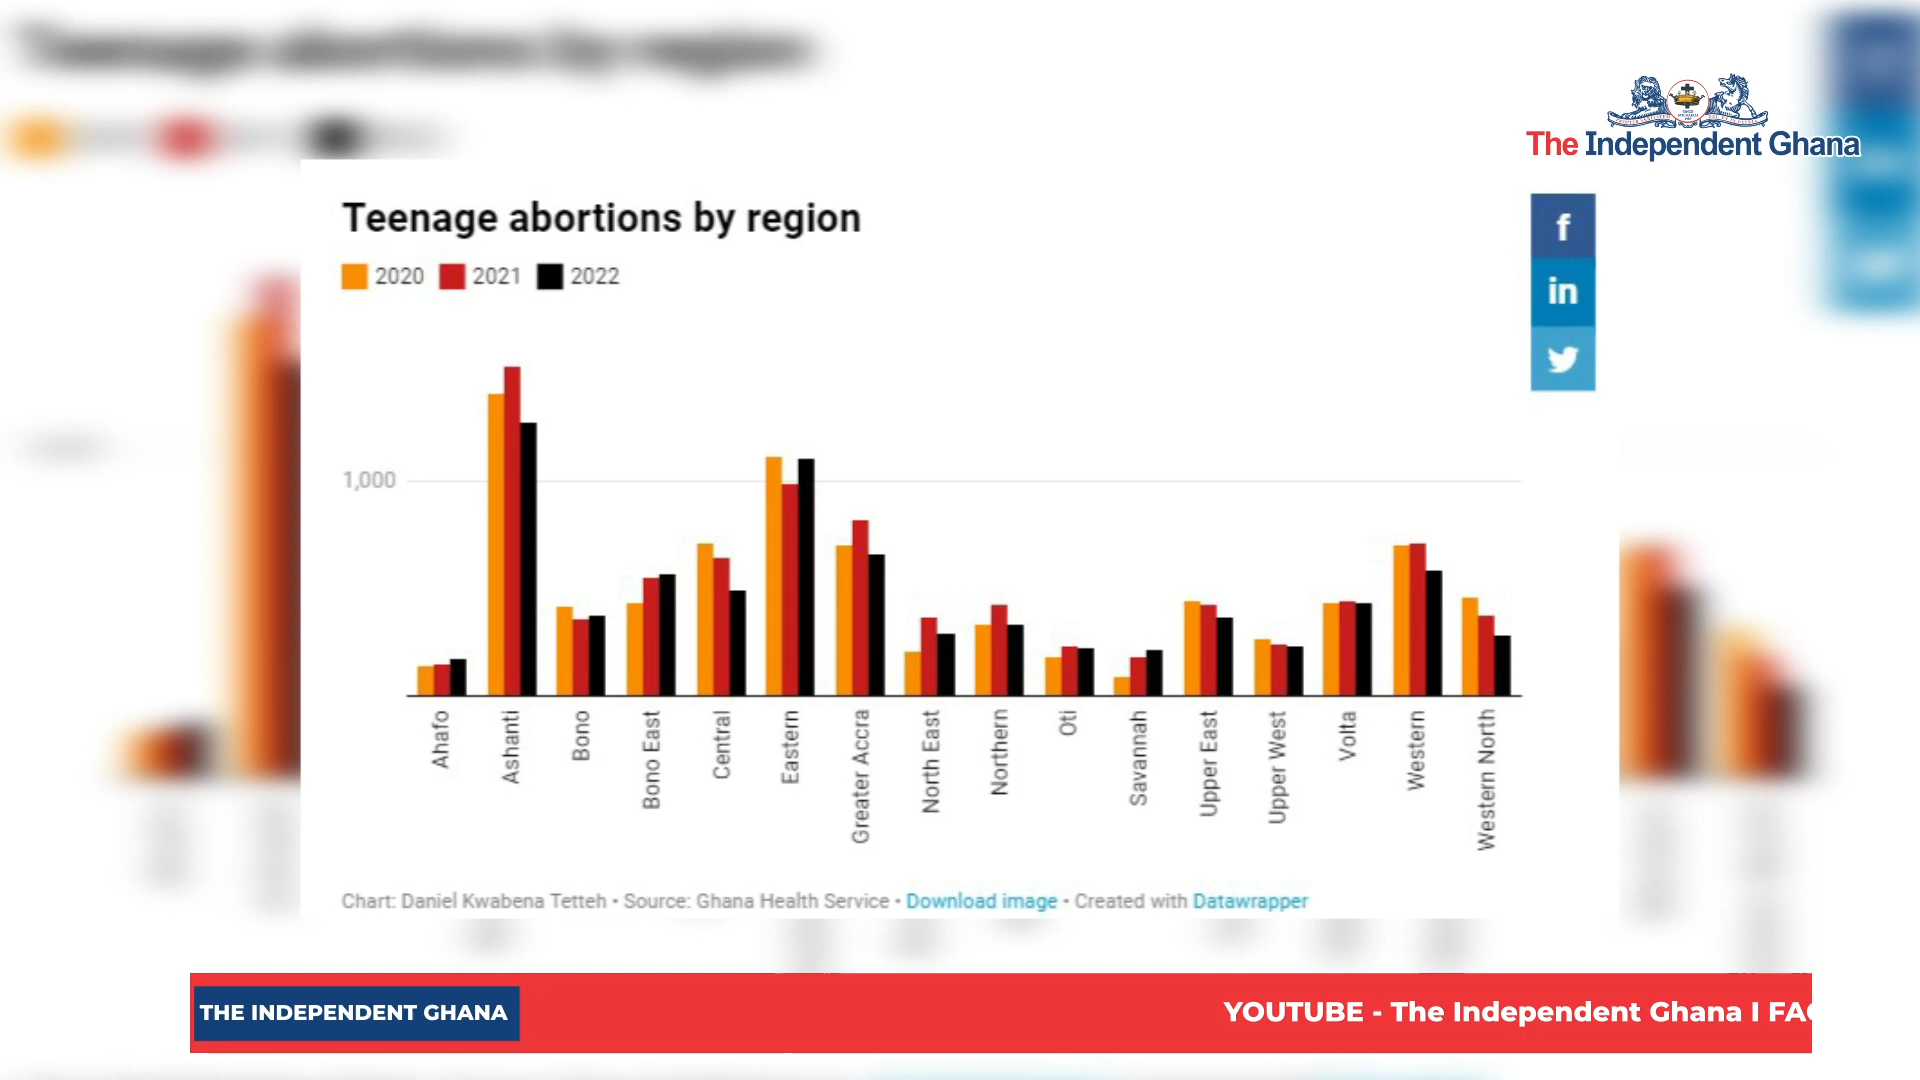 The Independent Ghana
Teenage abortions by region
2020 2021 2022
f
in
1,000
Ahafo
Ashanti
Bono
Bono East
Central
Eastern
Greater Accra
North East
Northern
Oti
Savannah
Upper East
Upper West
Volta
Western
Western North
Chart: Daniel Kwabena Tetteh • Source: Ghana Health Service • Download image • Created with Datawrapper
THE INDEPENDENT GHANA
YOUTUBE - The Independent Ghana I FAC